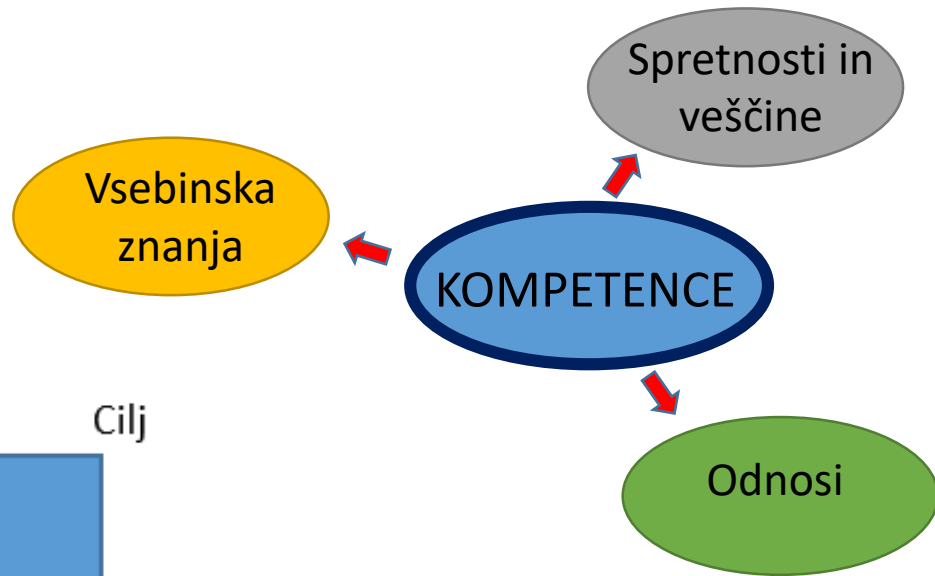 Spretnosti in
veščine
Vsebinska
znanja
KOMPETENCE
Cilj
Odnosi